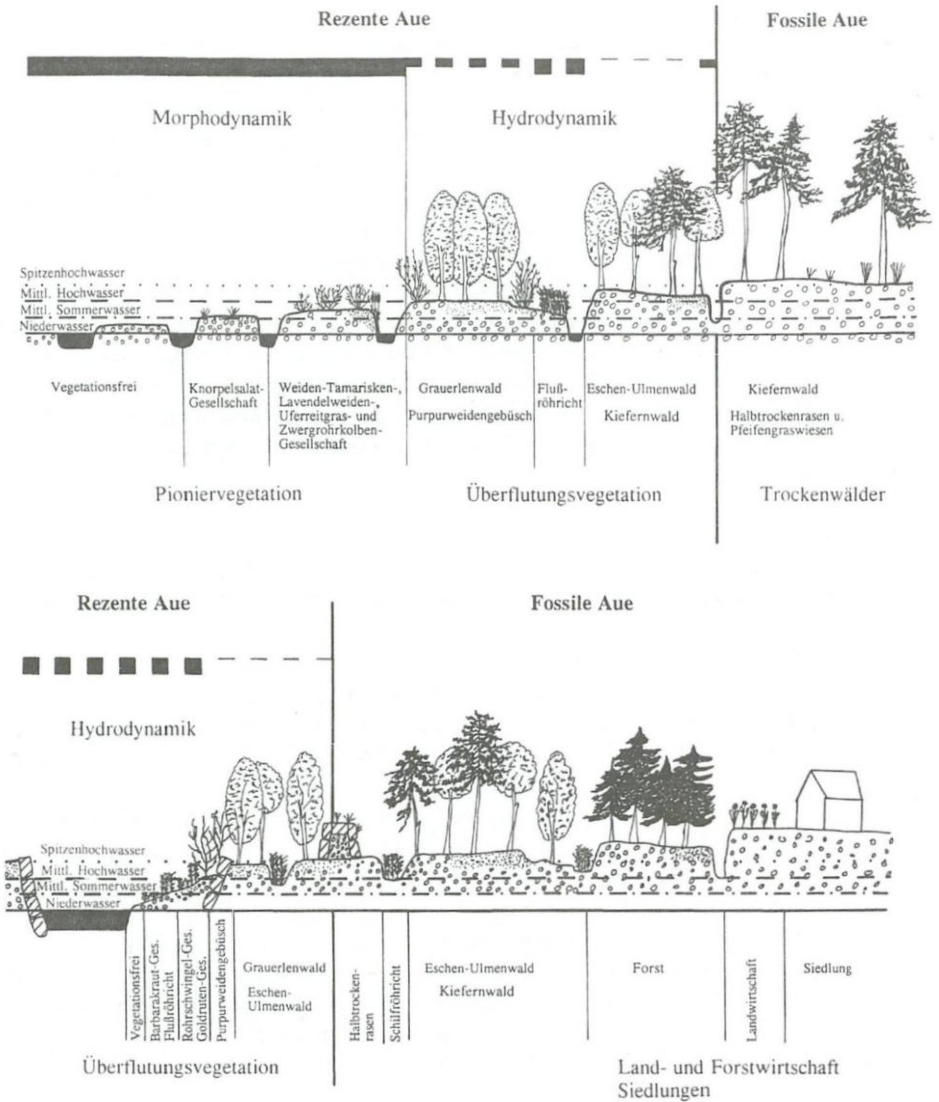 Rezente Aue
Fossile Aue
Morphodynamik
Hydrodynamik
Spitzenhochwasser
Mittl. Hochwasser
Mittl. Sommerwasser
Niederwasser
Vegetationsfrei
Knorpelsalat-
Gesellschaft
Weiden-Tamarisken-,
Lavendelweiden-,
Uferreitgras- und
Zwergrohrkolben-
Gesellschaft
Grauerlenwald
Purpurweidengebüsch
Fluß-
röhricht
Eschen-Ulmenwald
Kiefernwald
Kiefernwald
Halbtrockenrasen u.
Pfeifengraswiesen
Pioniervegetation
Überflutungsvegetation
Trockenwälder
Rezente Aue
Fossile Aue
Hydrodynamik
Spitzenhochwasser
Mittl. Hochwasser
Mittl. Sommerwasser
Niederwasser
Vegetationsfrei
Barbarakraut-Ges.
Flußröhricht
Rohrschwingel-Ges.
Goldruten-Ges.
Purpurweidengebüsch
Grauerlenwald
Eschen-
Ulmenwald
Halbtrocken-
rasen
Schilfröhricht
Eschen-Ulmenwald
Kiefernwald
Forst
Landwirtschaft
Siedlung
Überflutungsvegetation
Land- und Forstwirtschaft
Siedlungen